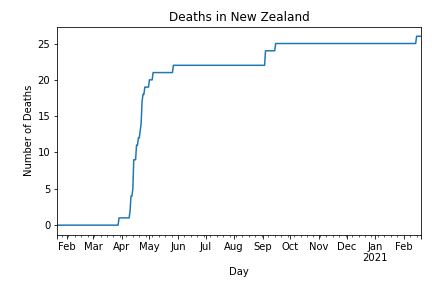 Deaths in New Zealand
Number of Deaths
25
20
15
10
5
0
Feb Mar Apr May Jun Jul Aug Sep Oct Nov Dec Jan Feb
2021
Day